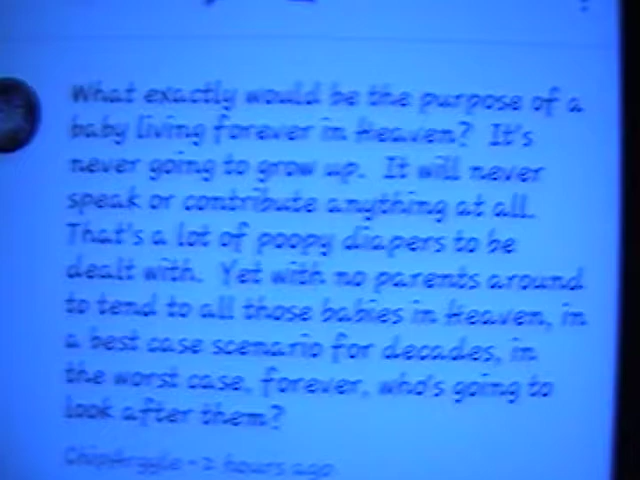 What exactly would be the purpose of a
baby living forever in Heaven? It's
never going to grow up. It will never
speak or contribute anything at all.
That's a lot of poopy diapers to be
dealt with. Yet with no parents around
to tend to all those babies in Heaven, in
a best case scenario for decades, in
the worst case, forever, who's going to
look after them?
ChipArgyle • 2 hours ago